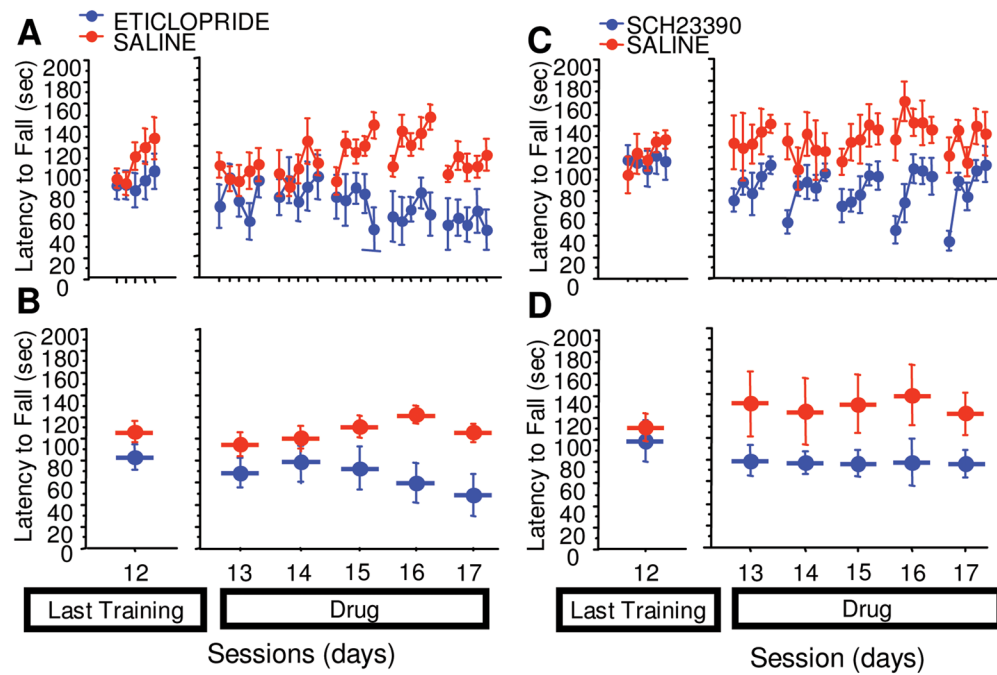 A
ETICLOPRIDE
SALINE
Latency to Fall (sec)
200
180
160
140
120
100
80
60
40
20
0
C
SCH23390
SALINE
Latency to Fall (sec)
200
180
160
140
120
100
80
60
40
20
0
B
Latency to Fall (sec)
200
180
160
140
120
100
80
60
40
20
0
12
13 14 15 16 17
Last Training
Drug
Sessions (days)
D
Latency to Fall (sec)
200
180
160
140
120
100
80
60
40
20
0
12
13 14 15 16 17
Last Training
Drug
Session (days)